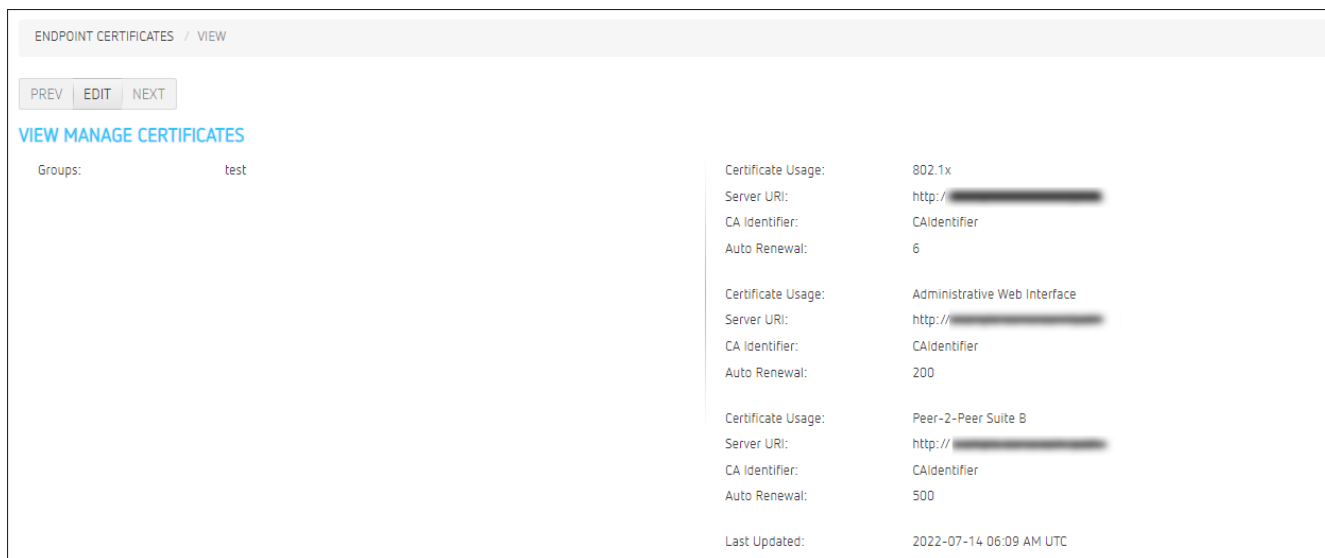 ENDPOINT CERTIFICATES / VIEW
PREV EDIT NEXT
VIEW MANAGE CERTIFICATES
Groups: test
Certificate Usage: 802.1x
Server URI: http:/
CA Identifier: CAIdentifier
Auto Renewal: 6
Certificate Usage: Administrative Web Interface
Server URI: http://
CA Identifier: CAIdentifier
Auto Renewal: 200
Certificate Usage: Peer-2-Peer Suite B
Server URI: http://
CA Identifier: CAIdentifier
Auto Renewal: 500
Last Updated: 2022-07-14 06:09 AM UTC